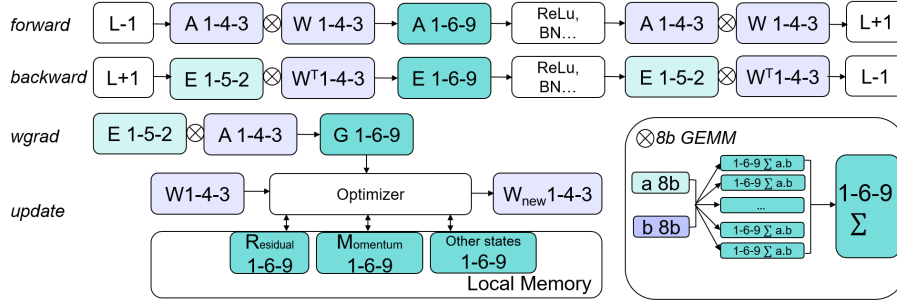 forward L-1 A 1-4-3 ⊗ W 1-4-3 A 1-6-9 ReLu, BN... A 1-4-3 ⊗ W 1-4-3 L+1
backward L+1 E 1-5-2 ⊗ Wᵀ1-4-3 E 1-6-9 ReLu, BN... E 1-5-2 ⊗ Wᵀ1-4-3 L-1
wgrad E 1-5-2 ⊗ A 1-4-3 G 1-6-9
update W1-4-3 Optimizer Wnew1-4-3
Residual 1-6-9 Momentum 1-6-9 Other states 1-6-9
Local Memory
⊗8b GEMM
a 8b
b 8b
1-6-9 ∑ a.b
1-6-9 ∑ a.b
...
1-6-9 ∑ a.b
1-6-9 ∑ a.b
1-6-9
∑